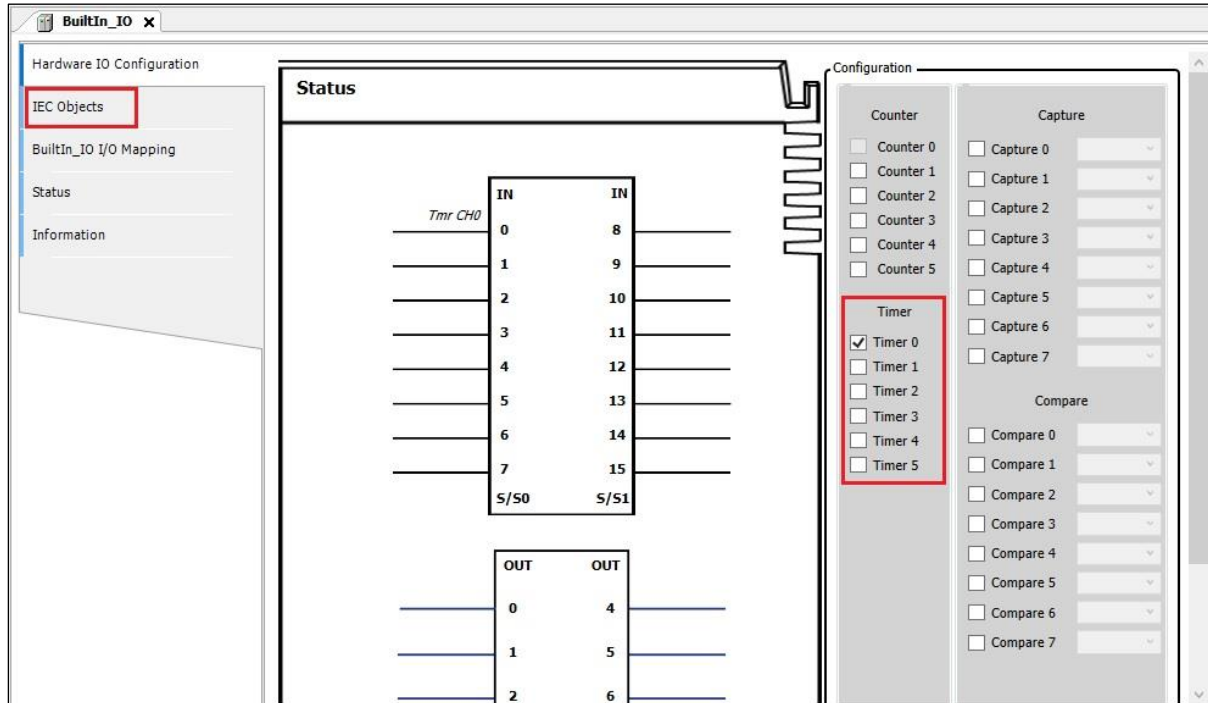 BuiltIn_IO x
Hardware IO Configuration
IEC Objects
BuiltIn_IO I/O Mapping
Status
Information
Status
IN IN
Tmr CH0
0 8
1 9
2 10
3 11
4 12
5 13
6 14
7 15
S/S0 S/S1
OUT OUT
0 4
1 5
2 6
Configuration
Counter
Counter 0
Counter 1
Counter 2
Counter 3
Counter 4
Counter 5
Timer
Timer 0
Timer 1
Timer 2
Timer 3
Timer 4
Timer 5
Capture
Capture 0
Capture 1
Capture 2
Capture 3
Capture 4
Capture 5
Capture 6
Capture 7
Compare
Compare 0
Compare 1
Compare 2
Compare 3
Compare 4
Compare 5
Compare 6
Compare 7